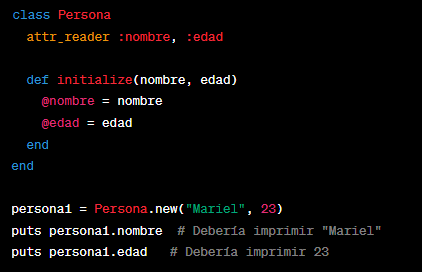 class Persona
  attr_reader :nombre, :edad
  def initialize(nombre, edad)
    @nombre = nombre
    @edad = edad
  end
end
persona1 = Persona.new("Mariel", 23)
puts persona1.nombre  # Debería imprimir "Mariel"
puts persona1.edad   # Debería imprimir 23